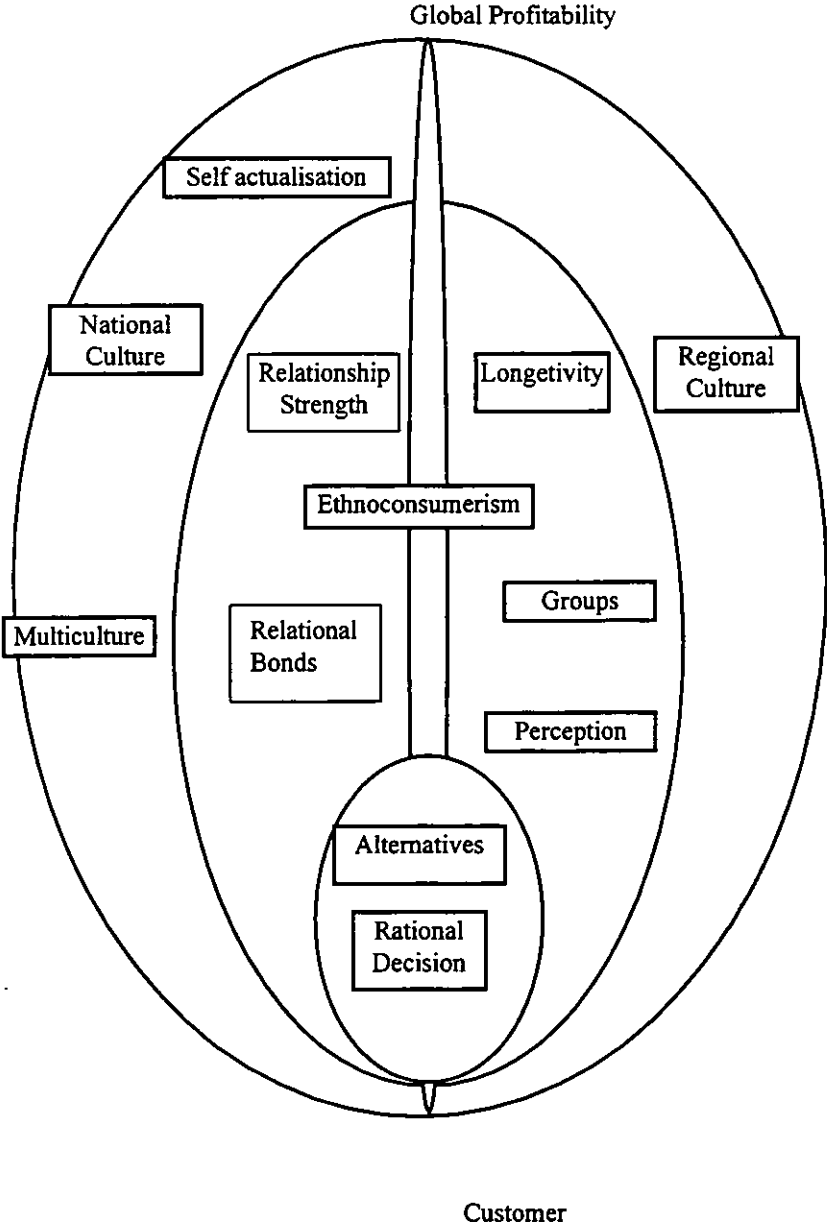 Global Profitability
Self actualisation
National
Culture
Relationship
Strength
Longetivity
Regional
Culture
Ethnoconsumerism
Groups
Multiculture
Relational
Bonds
Perception
Alternatives
Rational
Decision
Customer